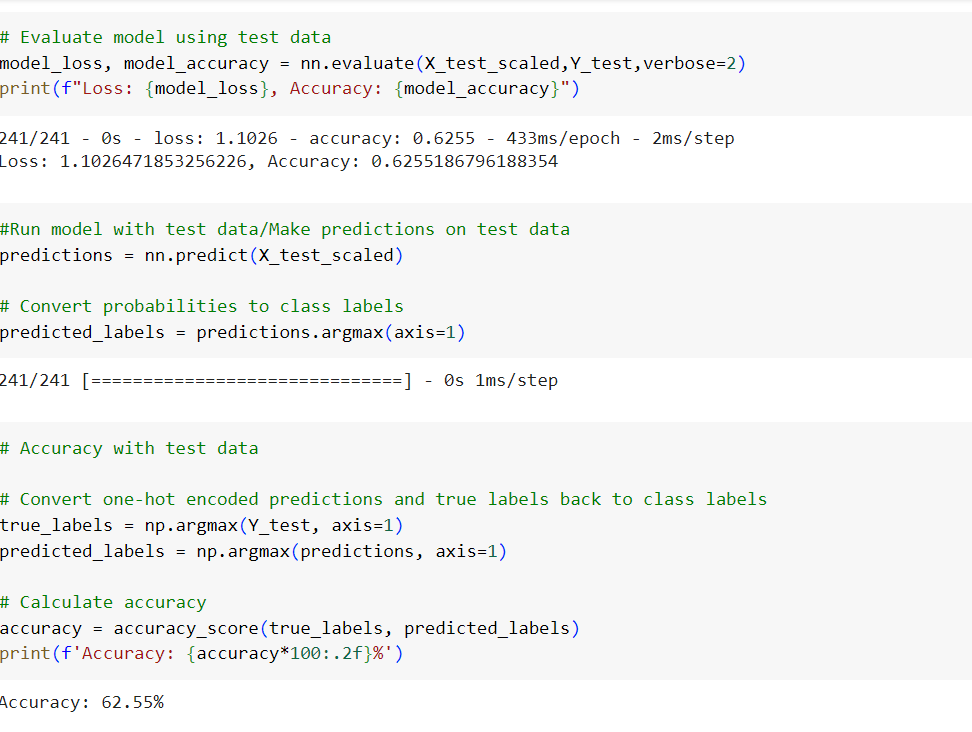 # Evaluate model using test data
model_loss, model_accuracy = nn.evaluate(X_test_scaled,Y_test,verbose=2)
print(f"Loss: {model_loss}, Accuracy: {model_accuracy}")
241/241 - 0s - loss: 1.1026 - accuracy: 0.6255 - 433ms/epoch - 2ms/step
Loss: 1.1026471853256226, Accuracy: 0.6255186796188354
#Run model with test data/Make predictions on test data
predictions = nn.predict(X_test_scaled)
# Convert probabilities to class labels
predicted_labels = predictions.argmax(axis=1)
241/241 [==============================] - 0s 1ms/step
# Accuracy with test data
# Convert one-hot encoded predictions and true labels back to class labels
true_labels = np.argmax(Y_test, axis=1)
predicted_labels = np.argmax(predictions, axis=1)
# Calculate accuracy
accuracy = accuracy_score(true_labels, predicted_labels)
print(f'Accuracy: {accuracy*100:.2f}%')
Accuracy: 62.55%